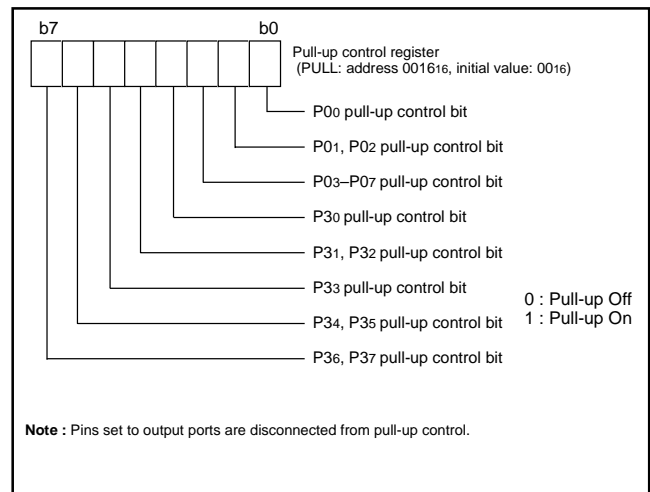 b7 b0
Pull-up control register
(PULL: address 0016₁₆, initial value: 00₁₆)
P0₀ pull-up control bit
P0₁, P0₂ pull-up control bit
P0₃–P0₇ pull-up control bit
P3₀ pull-up control bit
P3₁, P3₂ pull-up control bit
P3₃ pull-up control bit
P3₄, P3₅ pull-up control bit
P3₆, P3₇ pull-up control bit
0 : Pull-up Off
1 : Pull-up On
Note : Pins set to output ports are disconnected from pull-up control.